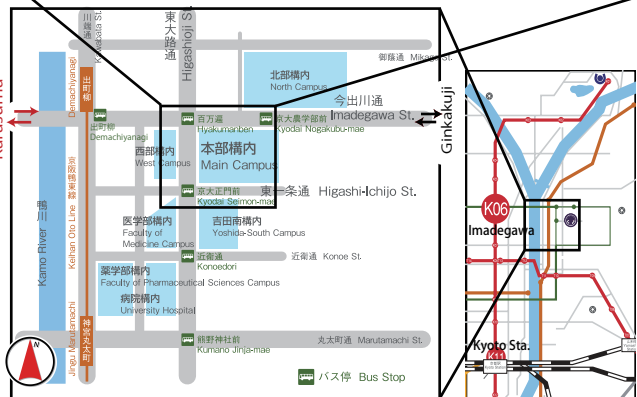 川端通
Kawabata St.
東大路通
Higashioji St.
御蔭通
北部構内
North Campus
今出川通
Imadegawa St.
Ginkakuji
出町柳
Demachiyanagi
出町柳
Demachiyanagi
百万遍
Hyakumanben
京大農学部前
Kyodai Nogakubu-mae
西部構内
West Campus
本部構内
Main Campus
京大正門前
Kyodai Seimon-mae
東一条通 Higashi-Ichijo St.
医学部構内
Faculty of
Medicine Campus
吉田南構内
Yoshida-South Campus
京阪鴨東線
Keihan Oto Line
Kamo River 鴨川
近衛通
Konoedori
近衛通 Konoe St.
薬学部構内
Faculty of Pharmaceutical Sciences Campus
病院構内
University Hospital
神宮丸太町
Jingu Marutamachi
熊野神社前
Kumano Jinja-mae
丸太町通 Marutamachi St.
バス停 Bus Stop
N
K06
Imadegawa
Kyoto Sta.
K11